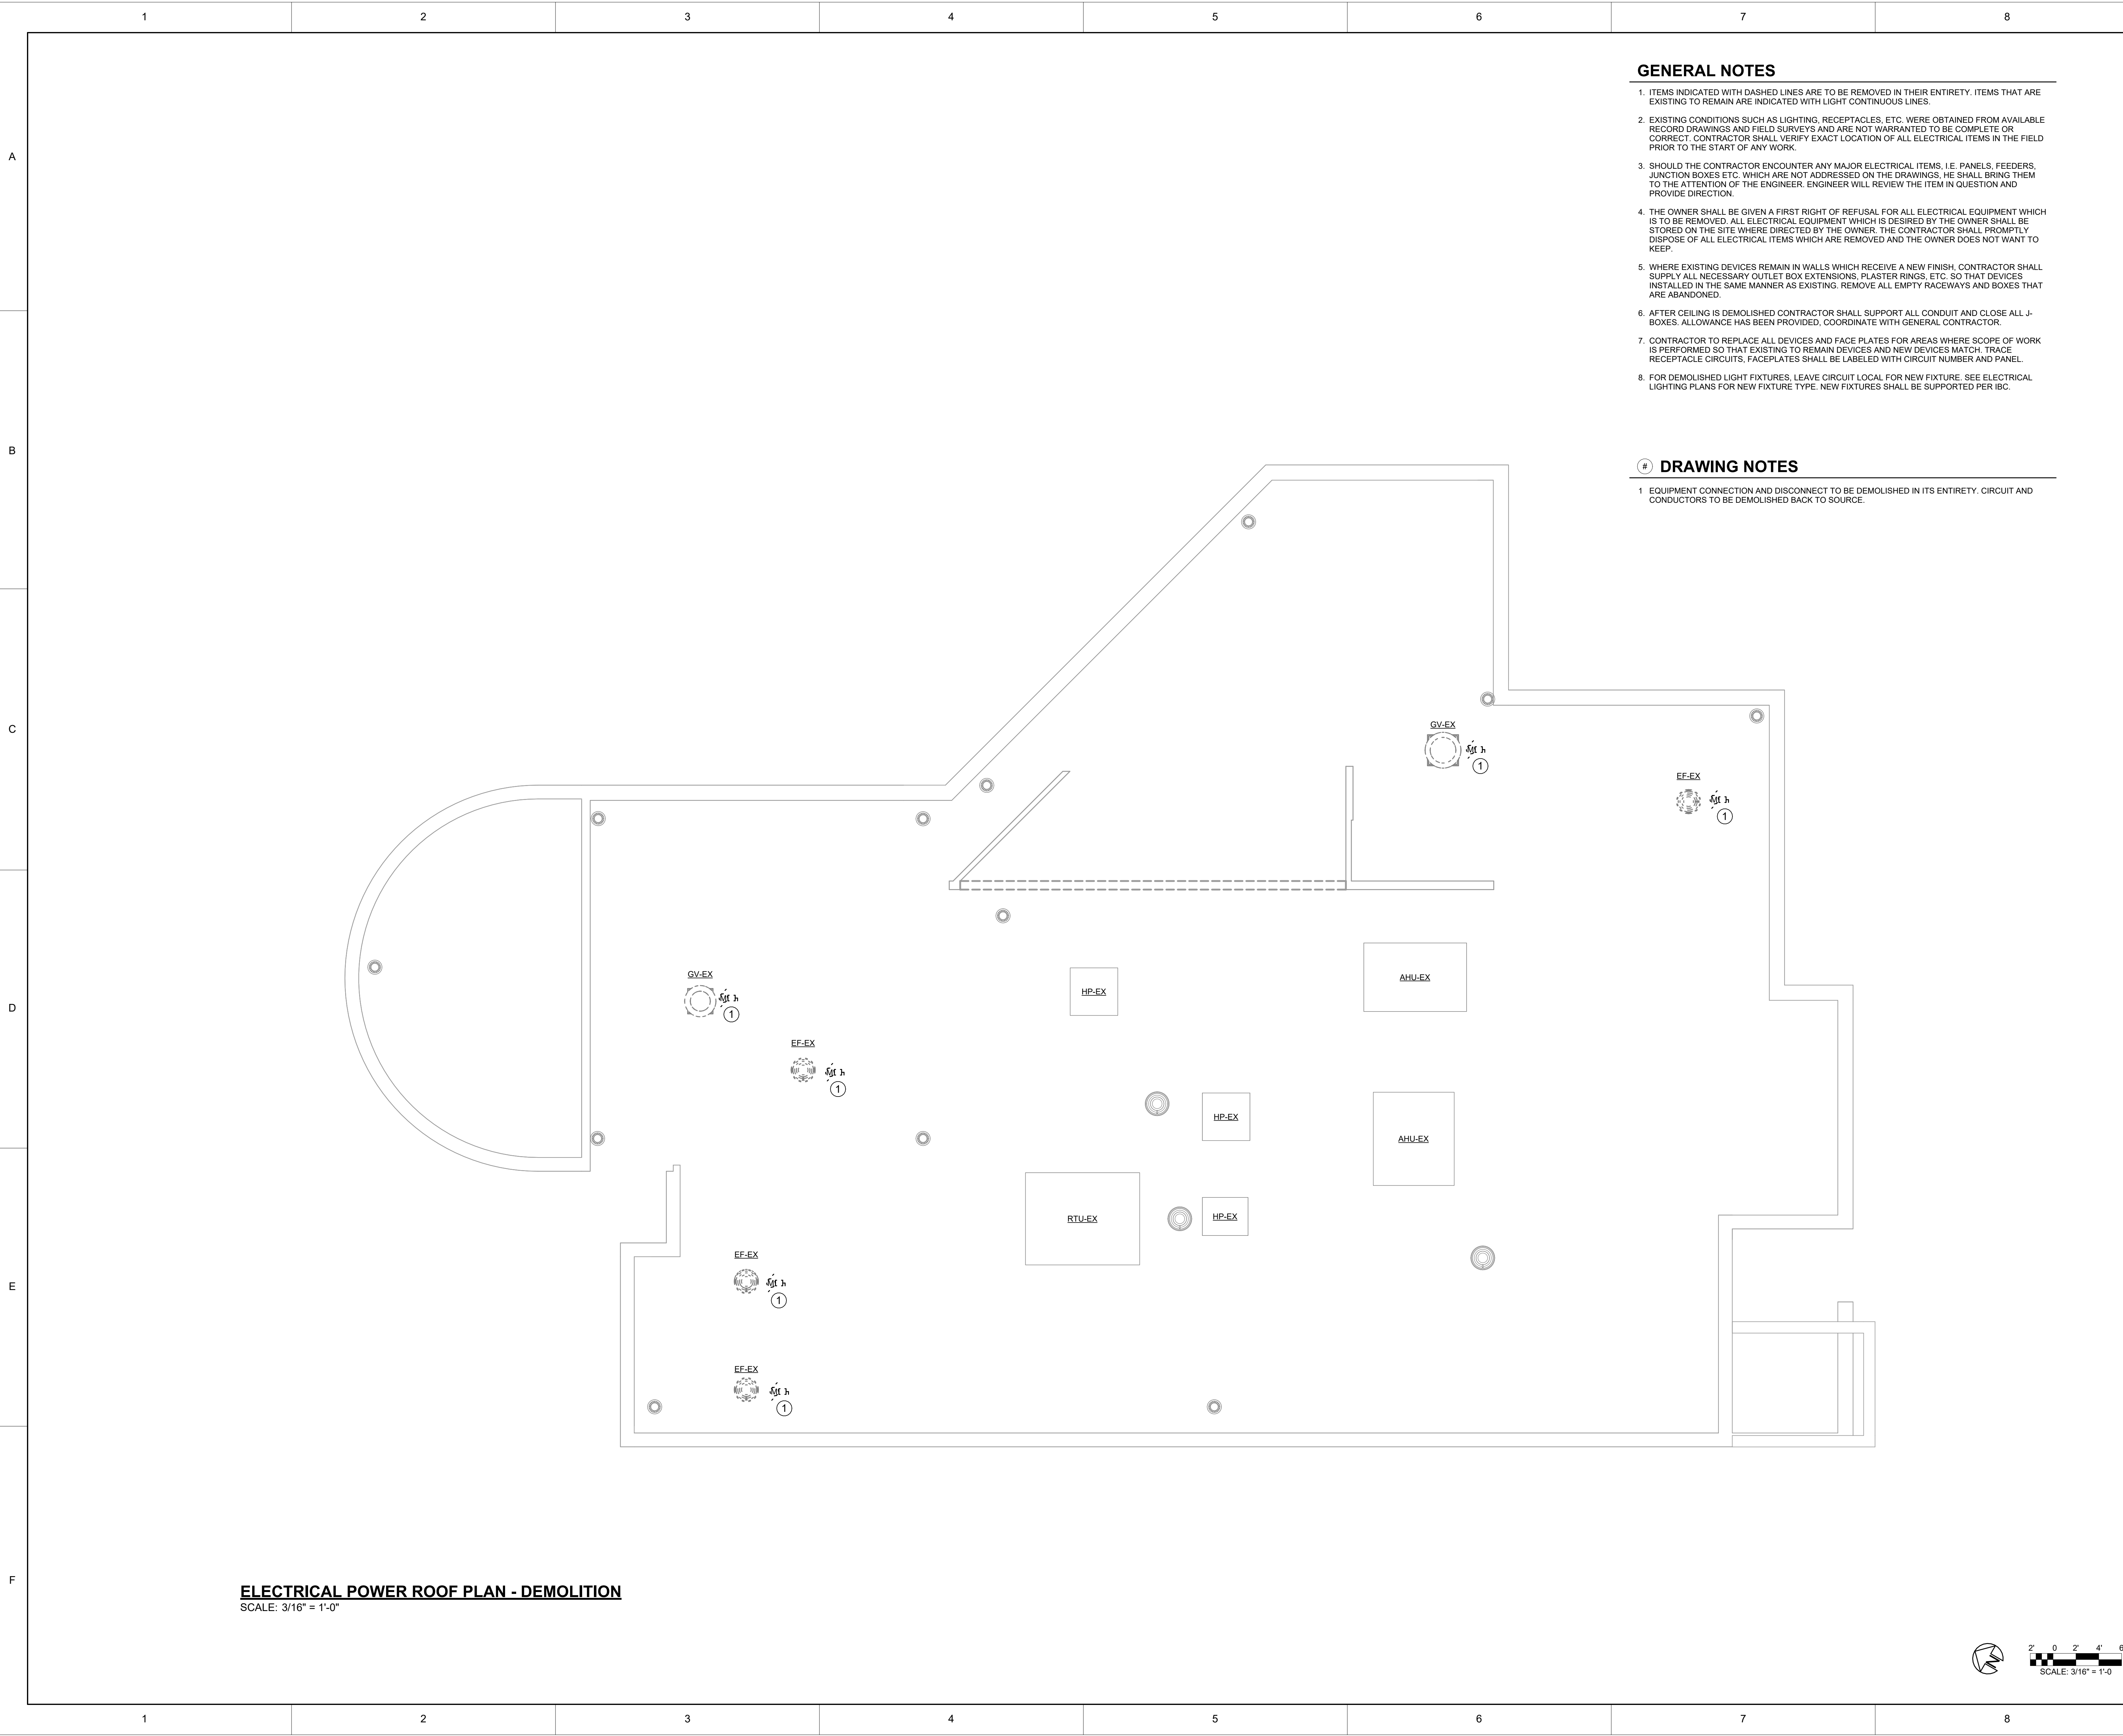 1 2 3 4 5 6 7 8
GENERAL NOTES
1. ITEMS INDICATED WITH DASHED LINES ARE TO BE REMOVED IN THEIR ENTIRETY. ITEMS THAT ARE
EXISTING TO REMAIN ARE INDICATED WITH LIGHT CONTINUOUS LINES.
2. EXISTING CONDITIONS SUCH AS LIGHTING, RECEPTACLES, ETC. WERE OBTAINED FROM AVAILABLE
RECORD DRAWINGS AND FIELD SURVEYS AND ARE NOT WARRANTED TO BE COMPLETE OR
CORRECT. CONTRACTOR SHALL VERIFY EXACT LOCATION OF ALL ELECTRICAL ITEMS IN THE FIELD
PRIOR TO THE START OF ANY WORK.
3. SHOULD THE CONTRACTOR ENCOUNTER ANY MAJOR ELECTRICAL ITEMS, I.E. PANELS, FEEDERS,
JUNCTION BOXES ETC. WHICH ARE NOT ADDRESSED ON THE DRAWINGS, HE SHALL BRING THEM
TO THE ATTENTION OF THE ENGINEER. ENGINEER WILL REVIEW THE ITEM IN QUESTION AND
PROVIDE DIRECTION.
4. THE OWNER SHALL BE GIVEN A FIRST RIGHT OF REFUSAL FOR ALL ELECTRICAL EQUIPMENT WHICH
IS TO BE REMOVED. ALL ELECTRICAL EQUIPMENT WHICH IS DESIRED BY THE OWNER SHALL BE
STORED ON THE SITE WHERE DIRECTED BY THE OWNER. THE CONTRACTOR SHALL PROMPTLY
DISPOSE OF ALL ELECTRICAL ITEMS WHICH ARE REMOVED AND THE OWNER DOES NOT WANT TO
KEEP.
5. WHERE EXISTING DEVICES REMAIN IN WALLS WHICH RECEIVE A NEW FINISH, CONTRACTOR SHALL
SUPPLY ALL NECESSARY OUTLET BOX EXTENSIONS, PLASTER RINGS, ETC. SO THAT DEVICES
INSTALLED IN THE SAME MANNER AS EXISTING. REMOVE ALL EMPTY RACEWAYS AND BOXES THAT
ARE ABANDONED.
6. AFTER CEILING IS DEMOLISHED CONTRACTOR SHALL SUPPORT ALL CONDUIT AND CLOSE ALL J-
BOXES. ALLOWANCE HAS BEEN PROVIDED, COORDINATE WITH GENERAL CONTRACTOR.
7. CONTRACTOR TO REPLACE ALL DEVICES AND FACE PLATES FOR AREAS WHERE SCOPE OF WORK
IS PERFORMED SO THAT EXISTING TO REMAIN DEVICES AND NEW DEVICES MATCH. TRACE
RECEPTACLE CIRCUITS, FACEPLATES SHALL BE LABELED WITH CIRCUIT NUMBER AND PANEL.
8. FOR DEMOLISHED LIGHT FIXTURES, LEAVE CIRCUIT LOCAL FOR NEW FIXTURE. SEE ELECTRICAL
LIGHTING PLANS FOR NEW FIXTURE TYPE. NEW FIXTURES SHALL BE SUPPORTED PER IBC.
# DRAWING NOTES
1 EQUIPMENT CONNECTION AND DISCONNECT TO BE DEMOLISHED IN ITS ENTIRETY. CIRCUIT AND
CONDUCTORS TO BE DEMOLISHED BACK TO SOURCE.
A
B
C
D
E
F
GV-EX
1
EF-EX
1
GV-EX
1
HP-EX
AHU-EX
EF-EX
1
HP-EX
AHU-EX
RTU-EX
HP-EX
EF-EX
1
EF-EX
1
ELECTRICAL POWER ROOF PLAN - DEMOLITION
SCALE: 3/16" = 1'-0"
2' 0 2' 4' 6
SCALE: 3/16" = 1'-0
1 2 3 4 5 6 7 8